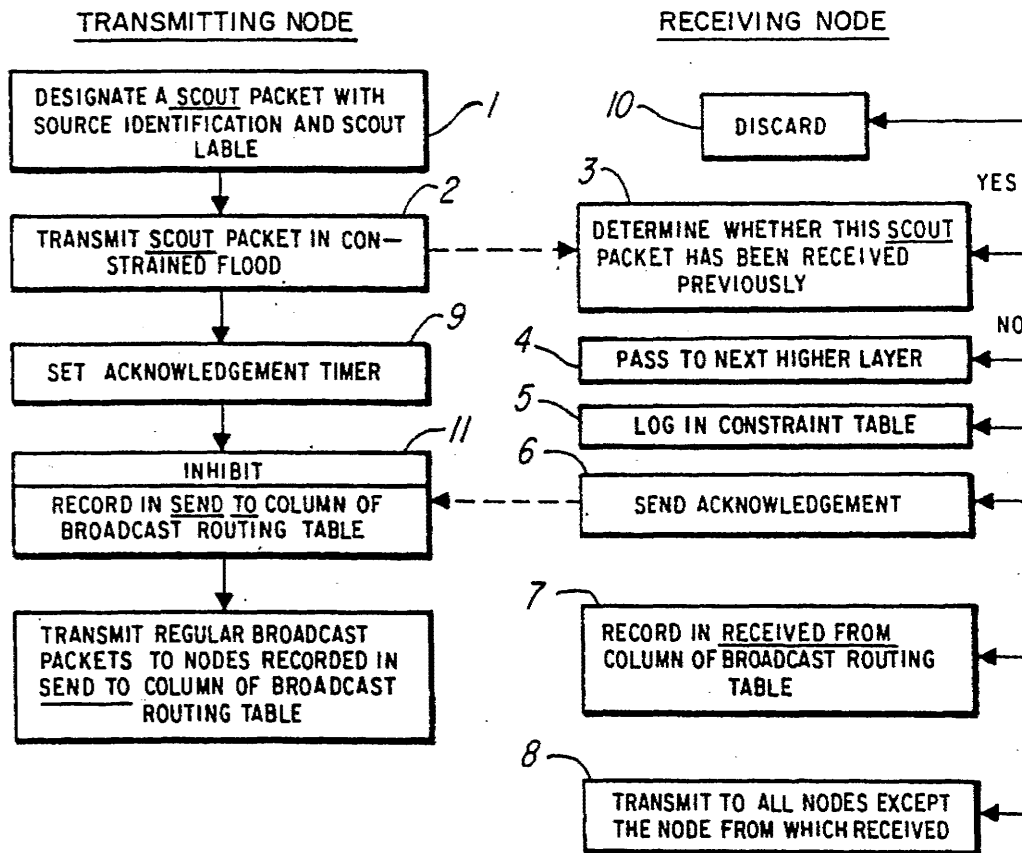 TRANSMITTING NODE
DESIGNATE A SCOUT PACKET WITH
SOURCE IDENTIFICATION AND SCOUT
LABLE
1
2
TRANSMIT SCOUT PACKET IN CON-
STRAINED FLOOD
9
SET ACKNOWLEDGEMENT TIMER
11
INHIBIT
RECORD IN SEND TO COLUMN OF
BROADCAST ROUTING TABLE
TRANSMIT REGULAR BROADCAST
PACKETS TO NODES RECORDED IN
SEND TO COLUMN OF BROADCAST
ROUTING TABLE
RECEIVING NODE
10
DISCARD
YES
3
DETERMINE WHETHER THIS SCOUT
PACKET HAS BEEN RECEIVED
PREVIOUSLY
NO
4
PASS TO NEXT HIGHER LAYER
5
LOG IN CONSTRAINT TABLE
6
SEND ACKNOWLEDGEMENT
7
RECORD IN RECEIVED FROM
COLUMN OF BROADCAST ROUTING
TABLE
8
TRANSMIT TO ALL NODES EXCEPT
THE NODE FROM WHICH RECEIVED